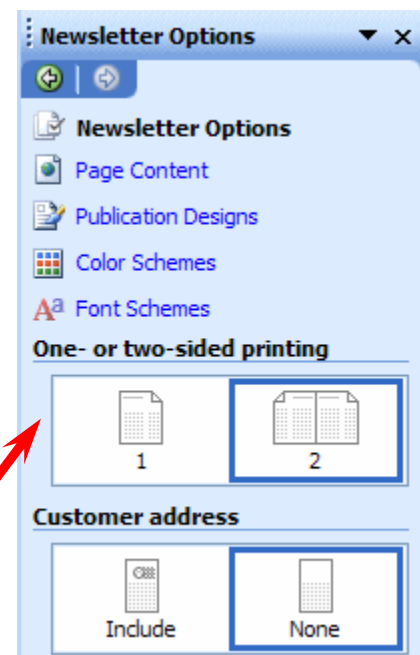 Newsletter Options
Newsletter Options
Page Content
Publication Designs
Color Schemes
Aa Font Schemes
One- or two-sided printing
1 2
Customer address
Include None